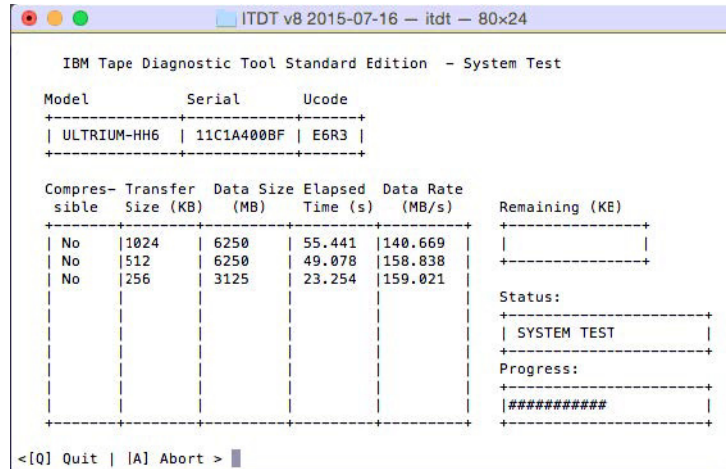 ITDT v8 2015-07-16 — itdt — 80×24
IBM Tape Diagnostic Tool Standard Edition - System Test
Model Serial Ucode
| ULTRIUM-HH6 | 11C1A400BF | E6R3 |
Compres- Transfer Data Size Elapsed Data Rate
sible Size (KB) (MB) Time (s) (MB/s) Remaining (KB)
| No |1024 | 6250 | 55.441 |140.669 |
| No |512 | 6250 | 49.078 |158.838 |
| No |256 | 3125 | 23.254 |159.021 |
Status:
| SYSTEM TEST |
Progress:
|########### |
<[Q] Quit | |A] Abort >